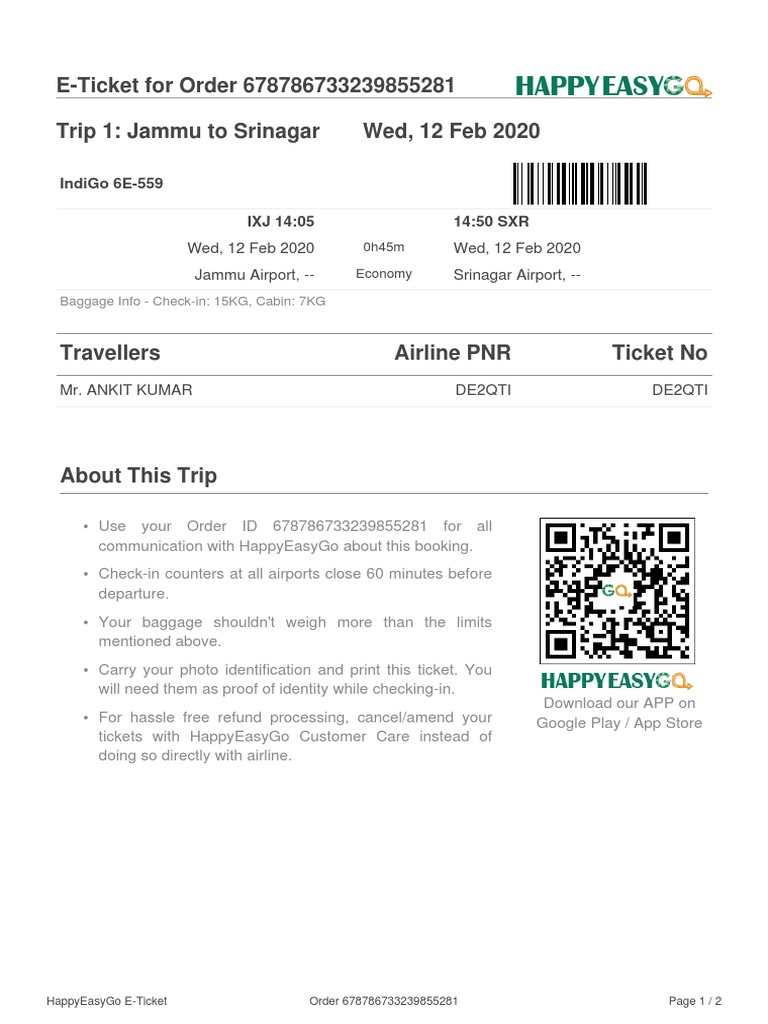 E-Ticket for Order 678786733239855281 HAPPYEASYGO
Trip 1: Jammu to Srinagar Wed, 12 Feb 2020
IndiGo 6E-559
IXJ 14:05 14:50 SXR
Wed, 12 Feb 2020 0h45m Wed, 12 Feb 2020
Jammu Airport, -- Economy Srinagar Airport, --
Baggage Info - Check-in: 15KG, Cabin: 7KG
Travellers Airline PNR Ticket No
Mr. ANKIT KUMAR DE2QTI DE2QTI
About This Trip
• Use your Order ID 678786733239855281 for all
communication with HappyEasyGo about this booking.
• Check-in counters at all airports close 60 minutes before
departure.
• Your baggage shouldn't weigh more than the limits
mentioned above.
• Carry your photo identification and print this ticket. You
will need them as proof of identity while checking-in.
• For hassle free refund processing, cancel/amend your
tickets with HappyEasyGo Customer Care instead of
doing so directly with airline.
GO
HAPPYEASYGO
Download our APP on
Google Play / App Store
HappyEasyGo E-Ticket Order 678786733239855281 Page 1 / 2